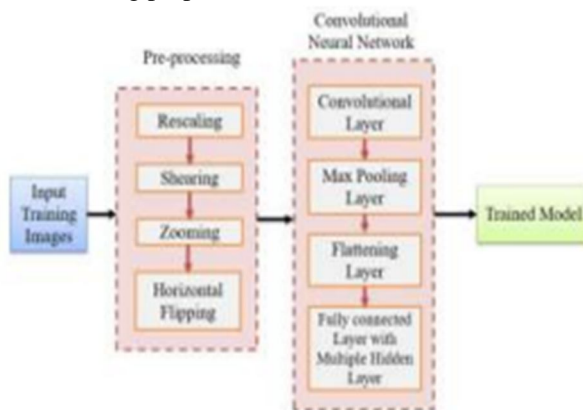 Convolutional
Neural Network
Pre-processing
Input
Training
Images
Rescaling
Shearing
Zooming
Horizontal
Flipping
Convolutional
Layer
Max Pooling
Layer
Flattening
Layer
Fully connected
Layer with
Multiple Hidden
Layer
Trained Model